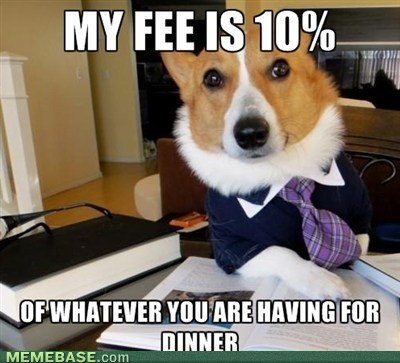 MY FEE IS 10%
OF WHATEVER YOU ARE HAVING FOR
DINNER
MEMEBASE.com